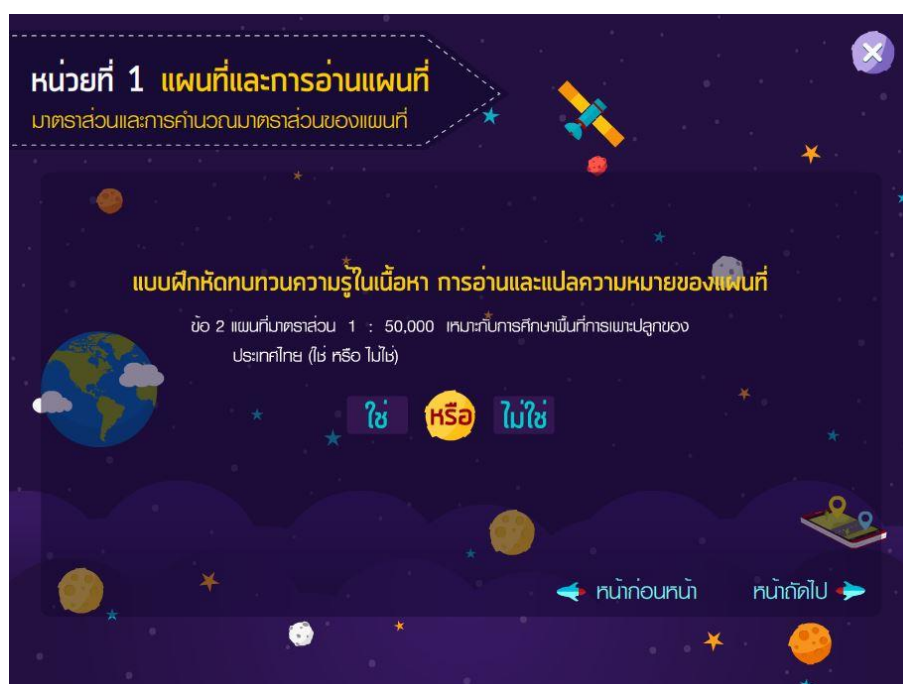 หน่วยที่ 1 แผนที่และการอ่านแผนที่
มาตราส่วนและการคำนวณมาตราส่วนของแผนที่
แบบฝึกหัดทบทวนความรู้ในเนื้อหา การอ่านและแปลความหมายของแผนที่
ข้อ 2 แผนที่มาตราส่วน 1 : 50,000 เหมาะกับการศึกษาพื้นที่การเพาะปลูกของ
ประเทศไทย (ใช่ หรือ ไม่ใช่)
ใช่ หรือ ไม่ใช่
หน้าก่อนหน้า หน้าถัดไป